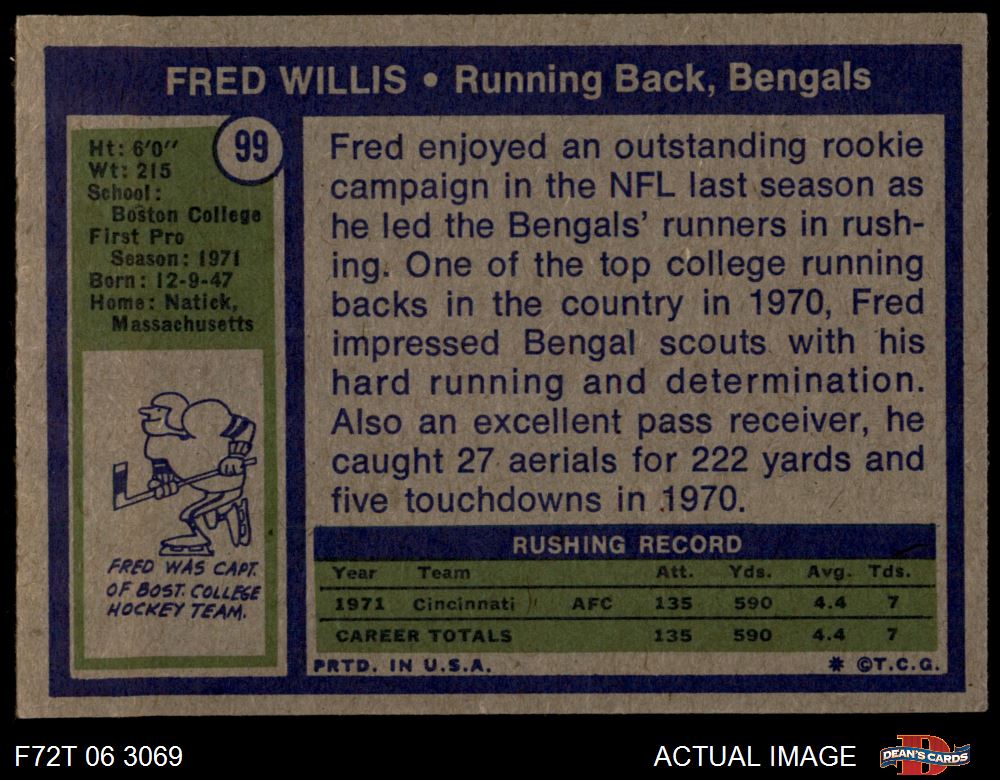 FRED WILLIS • Running Back, Bengals
99
Ht: 6'0"
Wt: 215
School:
Boston College
First Pro
Season: 1971
Born: 12-9-47
Home: Natick,
Massachusetts
FRED WAS CAPT.
OF BOST. COLLEGE
HOCKEY TEAM.
Fred enjoyed an outstanding rookie
campaign in the NFL last season as
he led the Bengals' runners in rush-
ing. One of the top college running
backs in the country in 1970, Fred
impressed Bengal scouts with his
hard running and determination.
Also an excellent pass receiver, he
caught 27 aerials for 222 yards and
five touchdowns in 1970.
RUSHING RECORD
Year Team Att. Yds. Avg. Tds.
1971 Cincinnati AFC 135 590 4.4 7
CAREER TOTALS 135 590 4.4 7
PRTD. IN U.S.A. * ©T.C.G.
F72T 06 3069 ACTUAL IMAGE DEAN'S CARDS